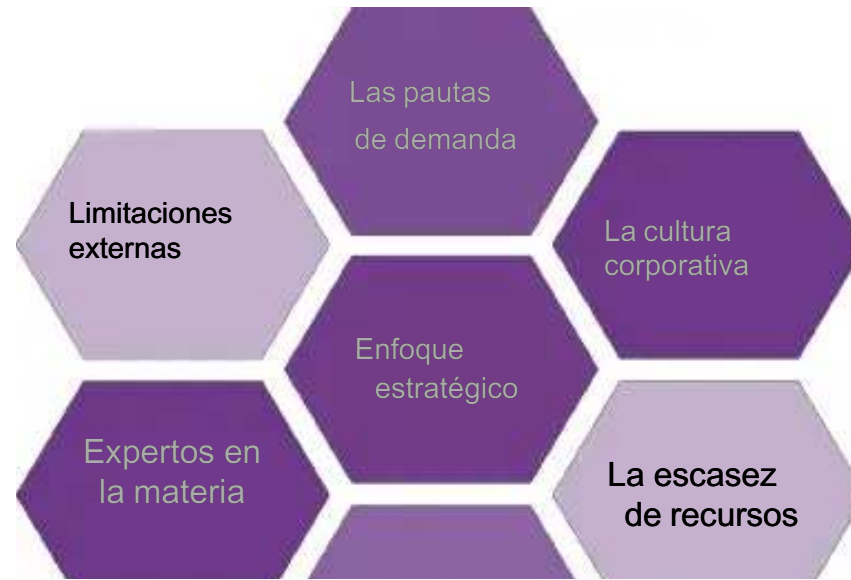 Las pautas
de demanda
Limitaciones
externas
La cultura
corporativa
Enfoque
estratégico
Expertos en
la materia
La escasez
de recursos